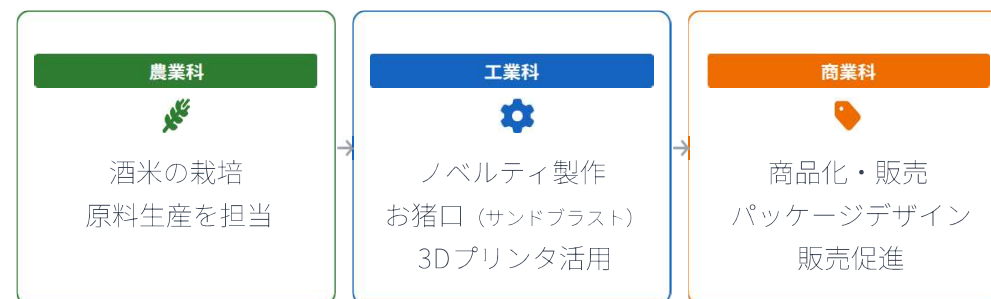 農業科
酒米の栽培
原料生産を担当
工業科
ノベルティ製作
お猪口（サンドブラスト）
3Dプリンタ活用
商業科
商品化・販売
パッケージデザイン
販売促進